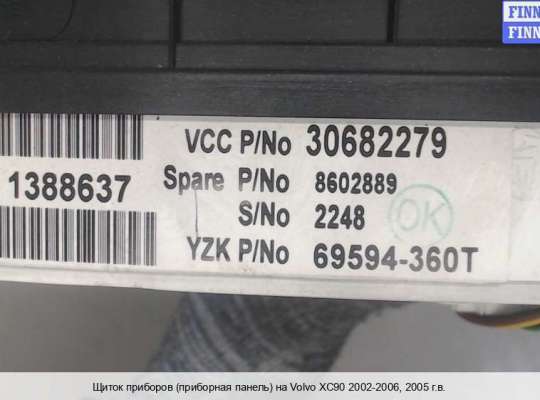 FINN
FINN
VCC P/No 30682279
1388637
Spare P/No 8602889
S/No 2248
OK
YZK P/No 69594-360T
Щиток приборов (приборная панель) на Volvo XC90 2002-2006, 2005 г.в.